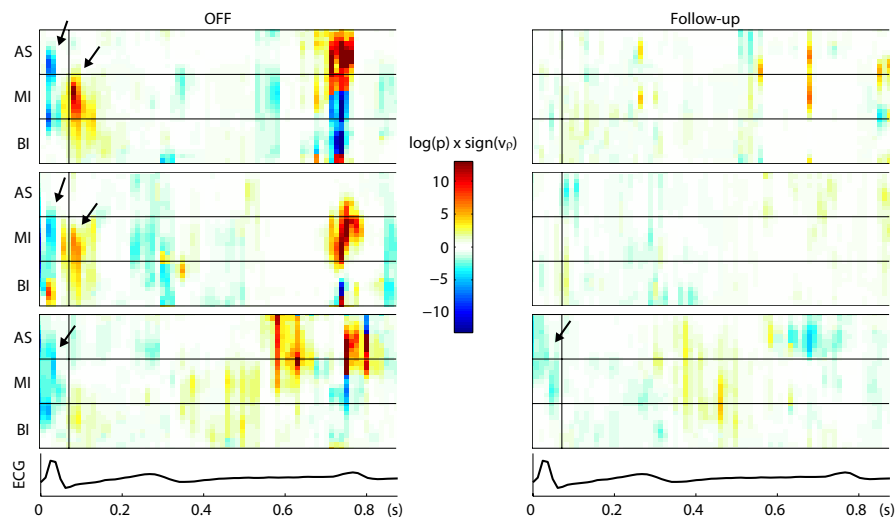 OFF
Follow-up
AS
MI
BI
log(p) x sign(vρ)
10
5
0
−5
−10
AS
MI
BI
AS
MI
BI
ECG
0 0.2 0.4 0.6 0.8 (s)
0 0.2 0.4 0.6 0.8 (s)